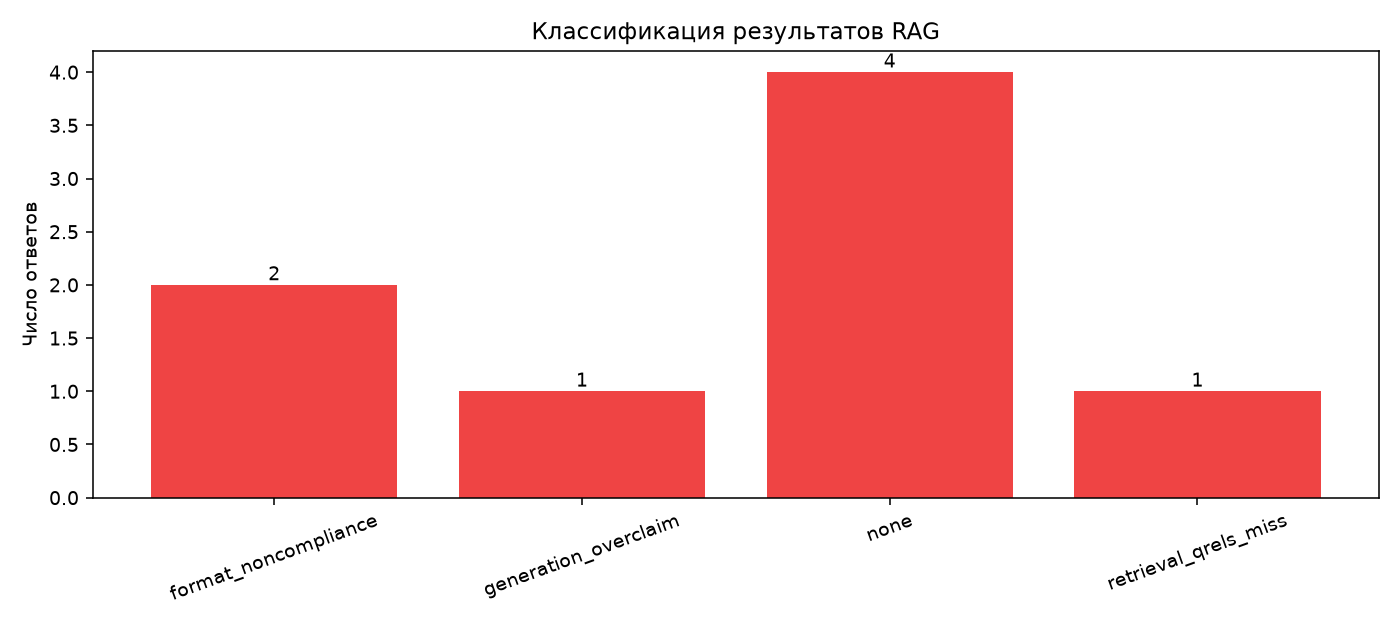 Классификация результатов RAG
Число ответов
4.0
3.5
3.0
2.5
2.0
1.5
1.0
0.5
0.0
2
1
4
1
format_noncompliance
generation_overclaim
none
retrieval_qrels_miss